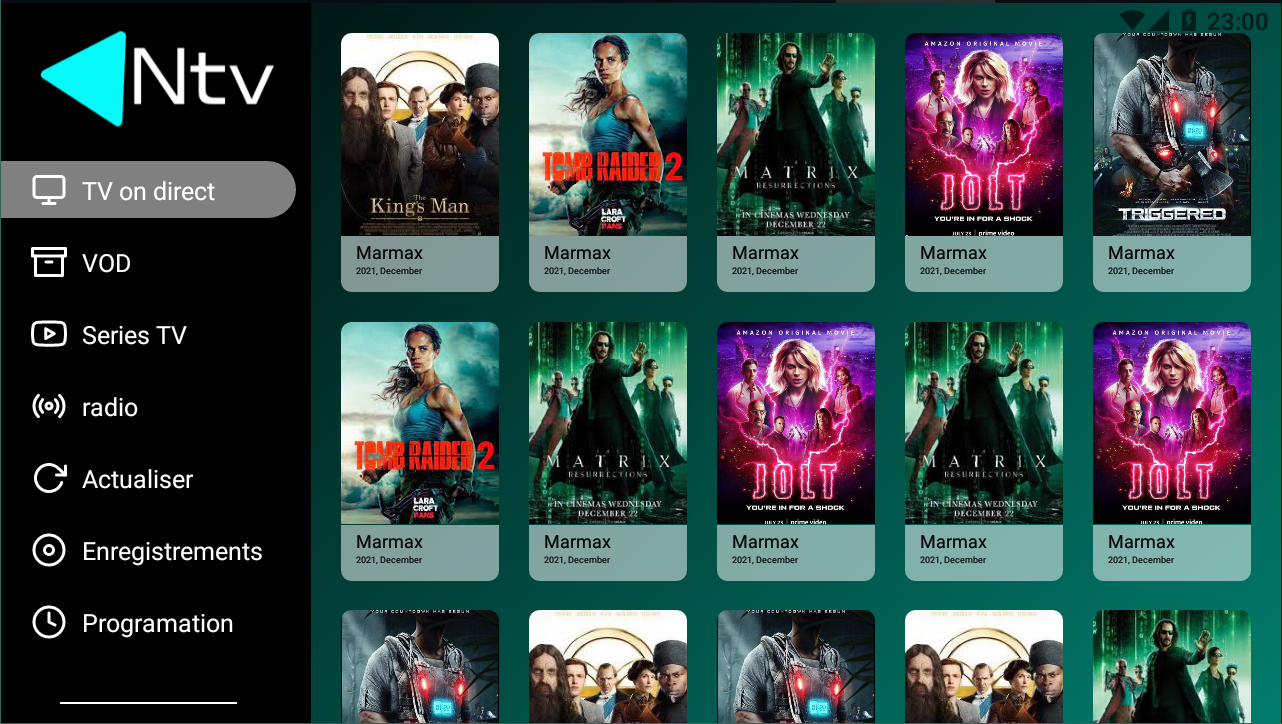 23:00
Ntv
TV on direct
VOD
Series TV
radio
Actualiser
Enregistrements
Programation
The
King's Man
Marmax
2021, December
TOMB RAIDER 2
LARA
CROFT
FANS
Marmax
2021, December
THE
MATRIX
RESURRECTIONS
IN CINEMAS WEDNESDAY
DECEMBER 22
Marmax
2021, December
AMAZON ORIGINAL MOVIE
JOLT
YOU'RE IN FOR A SHOCK
JULY 23 | prime video
Marmax
2021, December
YOUR COUNTDOWN HAS BEGUN
TRIGGERED
Marmax
2021, December
TOMB RAIDER 2
LARA
CROFT
FANS
Marmax
2021, December
THE
MATRIX
RESURRECTIONS
IN CINEMAS WEDNESDAY
DECEMBER 22
Marmax
2021, December
AMAZON ORIGINAL MOVIE
JOLT
YOU'RE IN FOR A SHOCK
JULY 23 | prime video
Marmax
2021, December
THE
MATRIX
RESURRECTIONS
IN CINEMAS WEDNESDAY
DECEMBER 22
Marmax
2021, December
AMAZON ORIGINAL MOVIE
JOLT
YOU'RE IN FOR A SHOCK
JULY 23 | prime video
Marmax
2021, December
YOUR COUNTDOWN HAS BEGUN
YOUR COUNTDOWN HAS BEGUN